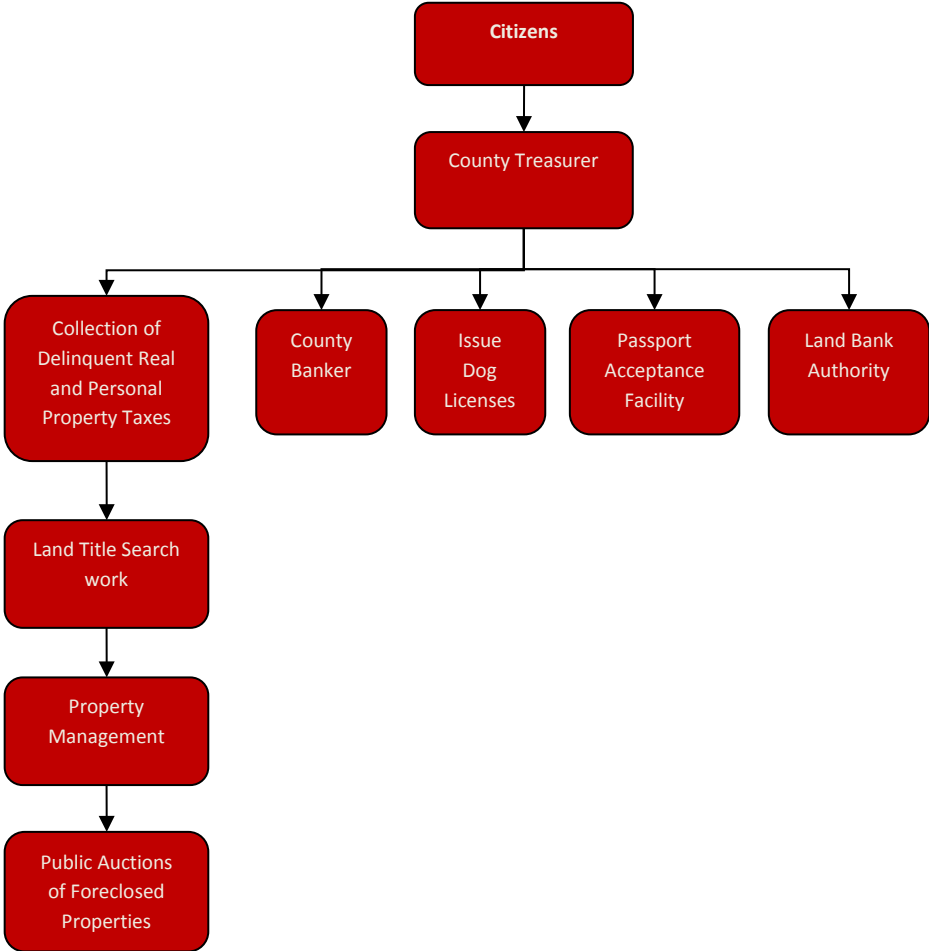 Citizens
County Treasurer
Collection of
Delinquent Real
and Personal
Property Taxes
County
Banker
Issue
Dog
Licenses
Passport
Acceptance
Facility
Land Bank
Authority
Land Title Search
work
Property
Management
Public Auctions
of Foreclosed
Properties